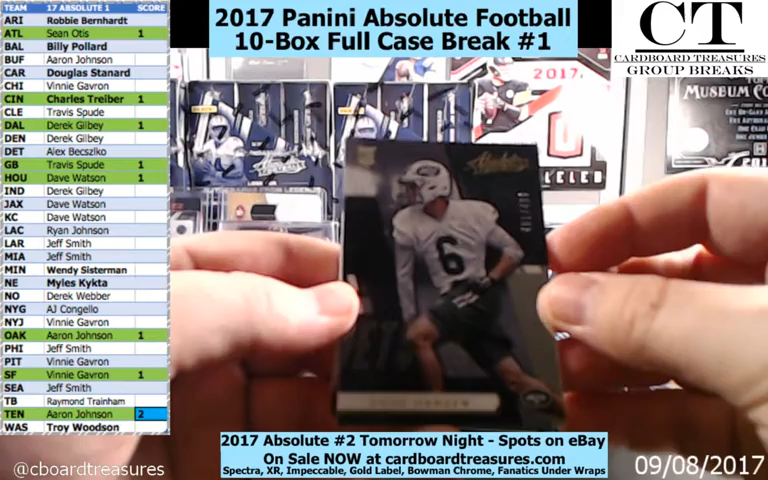 TEAM 17 ABSOLUTE 1 SCORE
ARI Robbie Bernhardt
ATL Sean Otis 1
BAL Billy Pollard
BUF Aaron Johnson
CAR Douglas Stanard
CHI Vinnie Gavron
CIN Charles Treiber 1
CLE Travis Spude
DAL Derek Gilbey 1
DEN Derek Gilbey
DET Alex Becszlko
GB Travis Spude 1
HOU Dave Watson 1
IND Derek Gilbey
JAX Dave Watson
KC Dave Watson
LAC Ryan Johnson
LAR Jeff Smith
MIA Jeff Smith
MIN Wendy Sisterman
NE Myles Kykta
NO Derek Webber
NYG AJ Congello
NYJ Vinnie Gavron
OAK Aaron Johnson 1
PHI Jeff Smith
PIT Vinnie Gavron
SF Vinnie Gavron 1
SEA Jeff Smith
TB Raymond Trainham
TEN Aaron Johnson 2
WAS Troy Woodson
2017 Panini Absolute Football
10-Box Full Case Break #1
CT
CARDBOARD TREASURES
GROUP BREAKS
2017
MUSEUM CO
6
2017 Absolute #2 Tomorrow Night - Spots on eBay
On Sale NOW at cardboardtreasures.com
Spectra, XR, Impeccable, Gold Label, Bowman Chrome, Fanatics Under Wraps
@cboardtreasures
09/08/2017